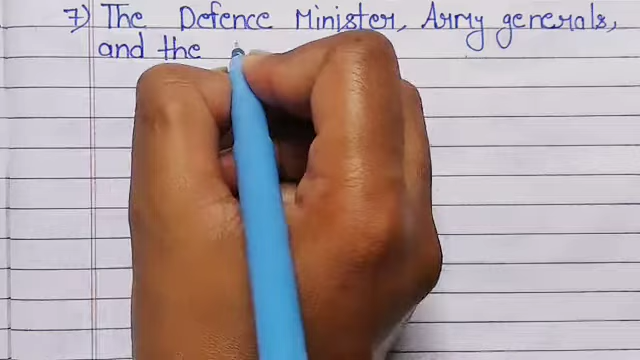 7) The Defence Minister, Army generals,
and the